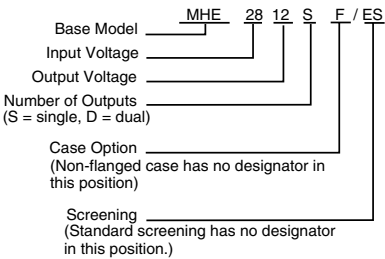 MHE 28 12 S F / ES
Base Model
Input Voltage
Output Voltage
Number of Outputs
(S = single, D = dual)
Case Option
(Non-flanged case has no designator in
this position)
Screening
(Standard screening has no designator
in this position.)